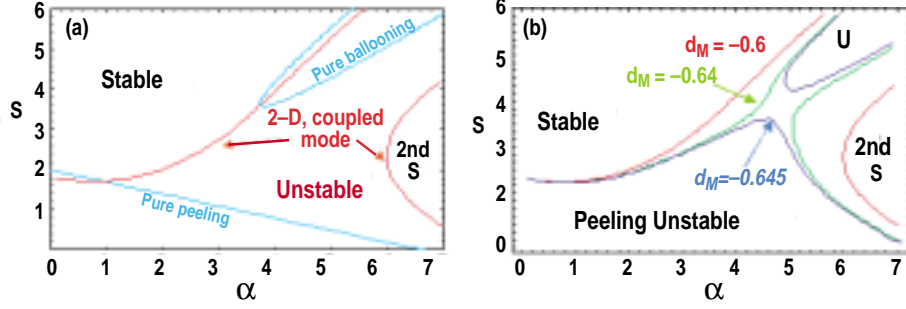 (a)
6
5
4
3
2
1
S
Stable
Pure ballooning
2–D, coupled
mode
2nd
S
Unstable
Pure peeling
0 1 2 3 4 5 6 7
α
(b)
6
5
4
3
2
1
0
S
U
d_M = –0.6
d_M = –0.64
Stable
2nd
S
d_M=–0.645
Peeling Unstable
0 1 2 3 4 5 6 7
α